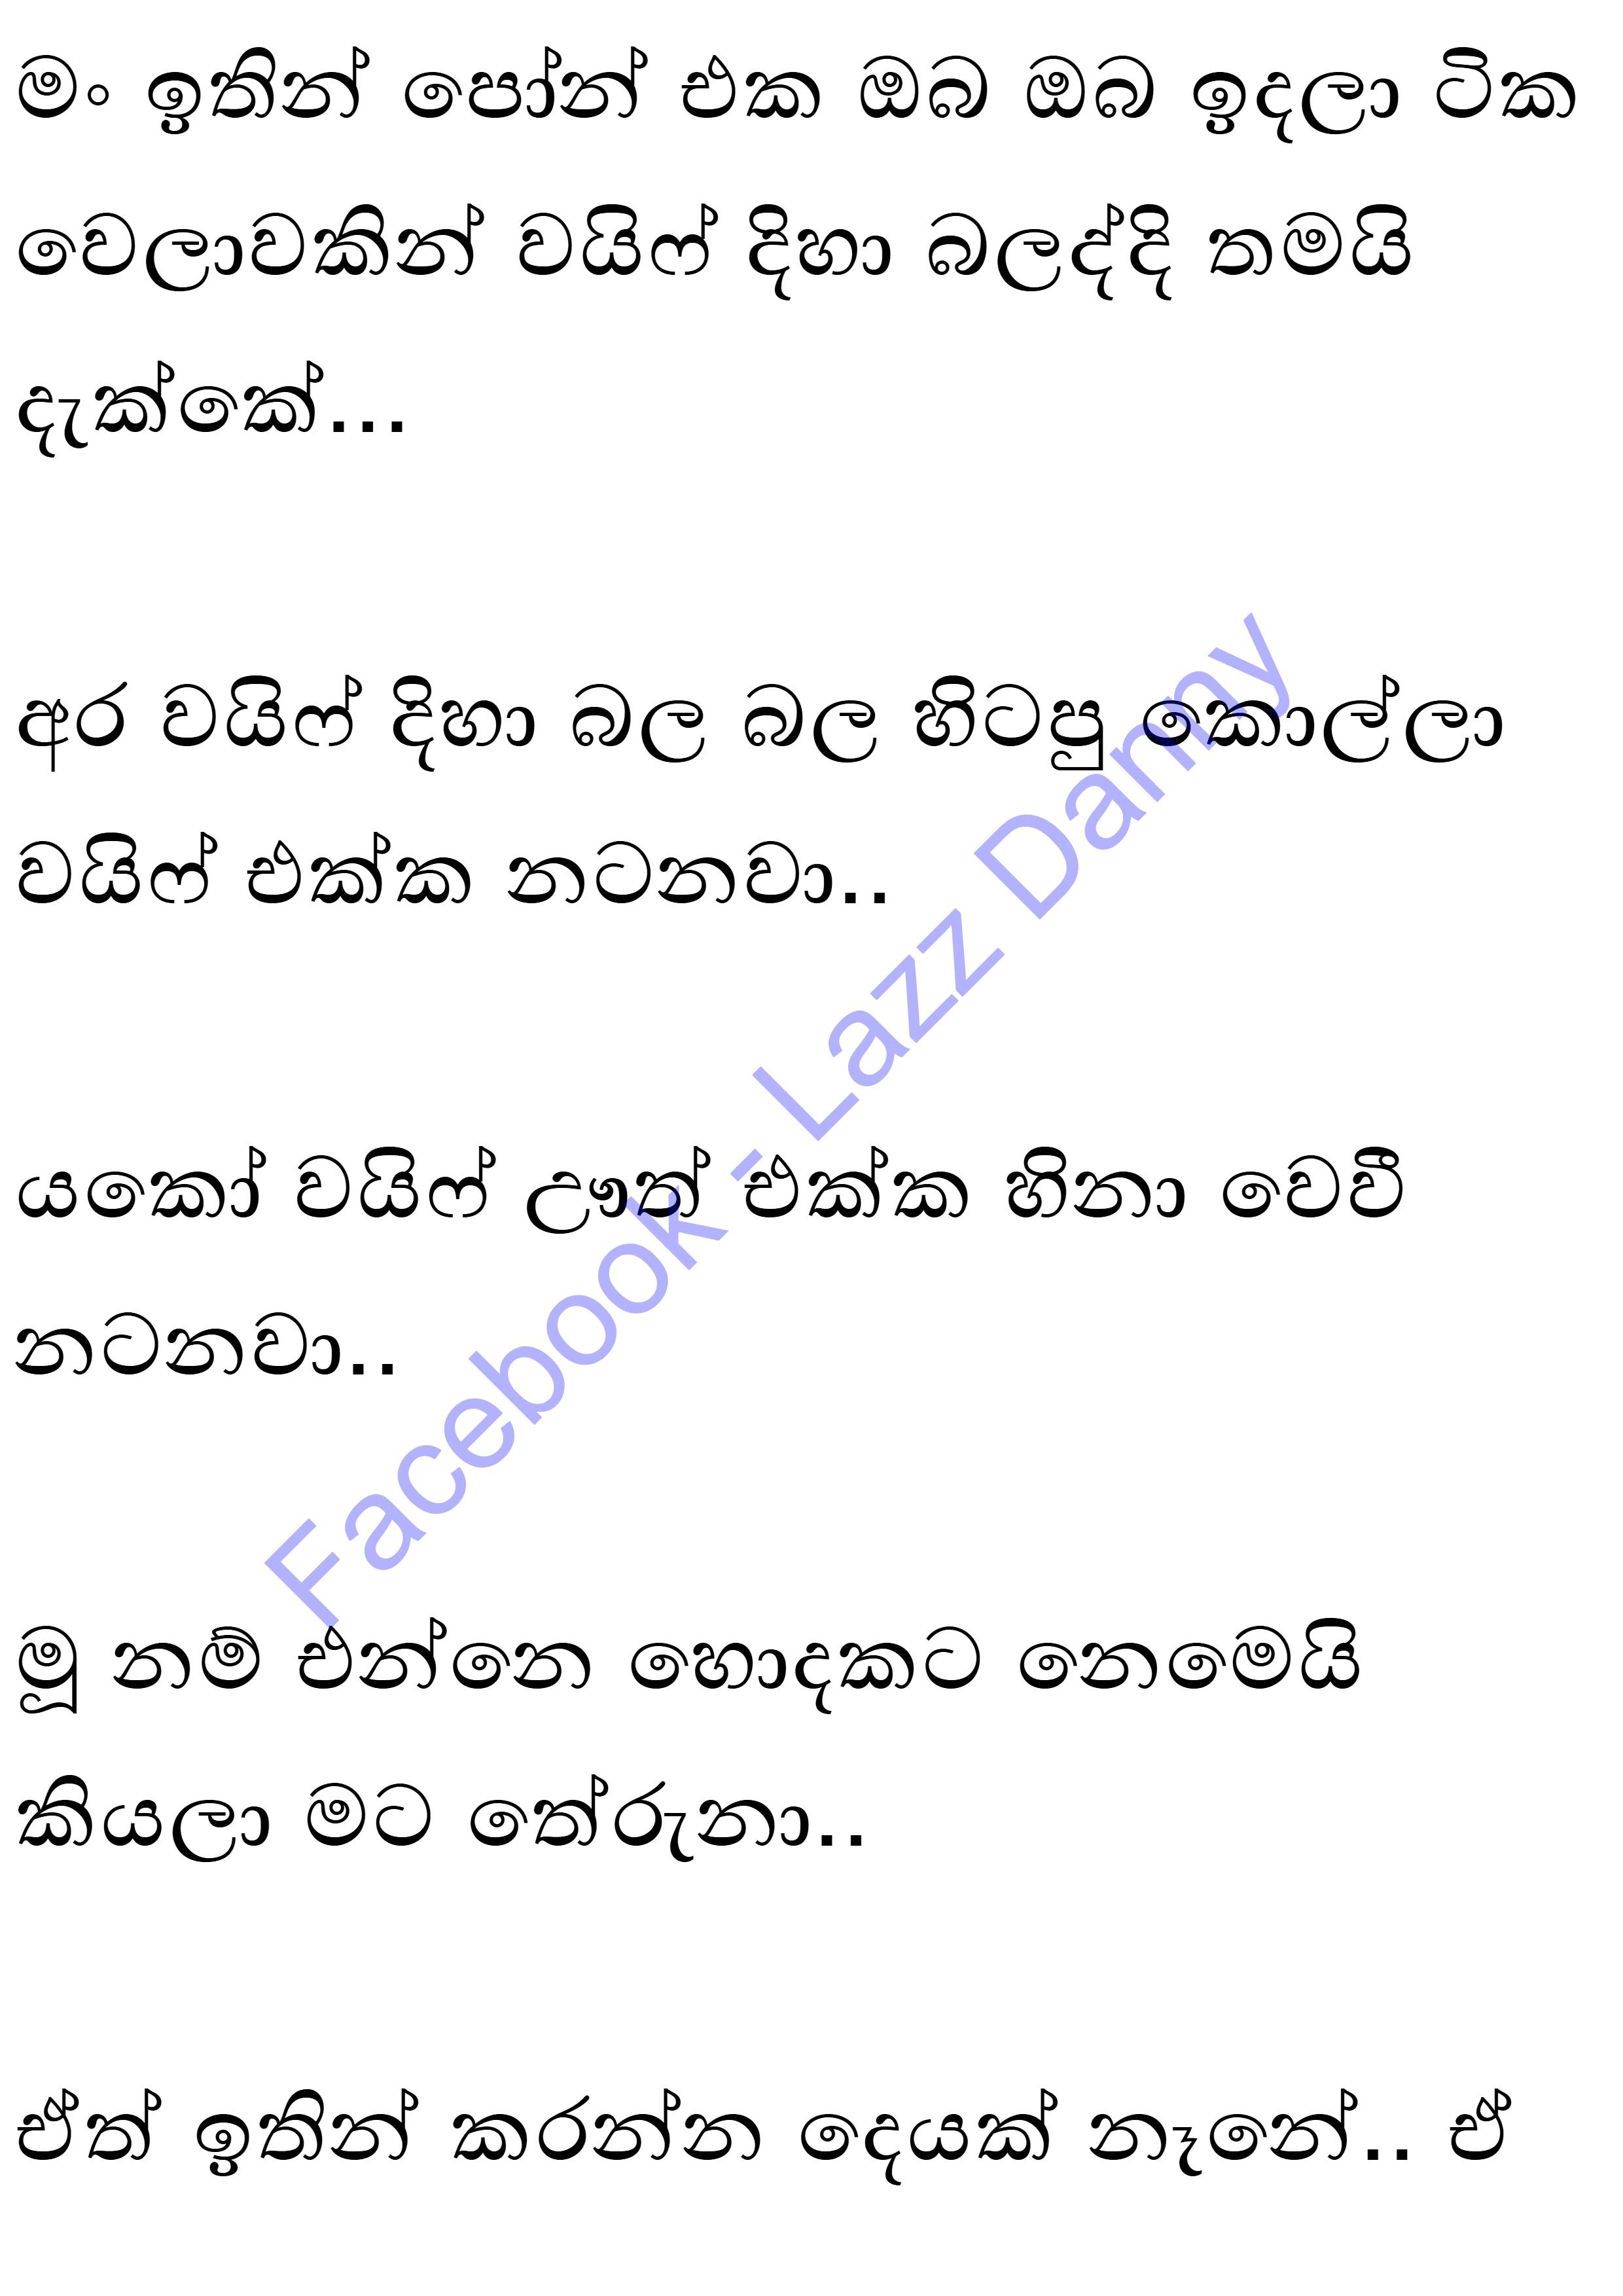 මං ඉතින් පෝන් එක ඔබ ඔබ ඉදලා ටික
වෙලාවකින් වයිෆ් දිහා බලද්දි තමයි
දැක්කේ...
අර වයිෆ් දිහා බල බල හිටපු කොල්ලා
වයිෆ් එක්ක නටනවා..
යකෝ වයිෆ් ඌත් එක්ක හිනා වෙවී
නටනවා..
මූ නම් එන්නෙ හොදකට නෙමෙයි
කියලා මට තේරුනා..
ඒත් ඉතින් කරන්න දෙයක් නෑනේ.. ඒ
Facebook - Lazz Danny